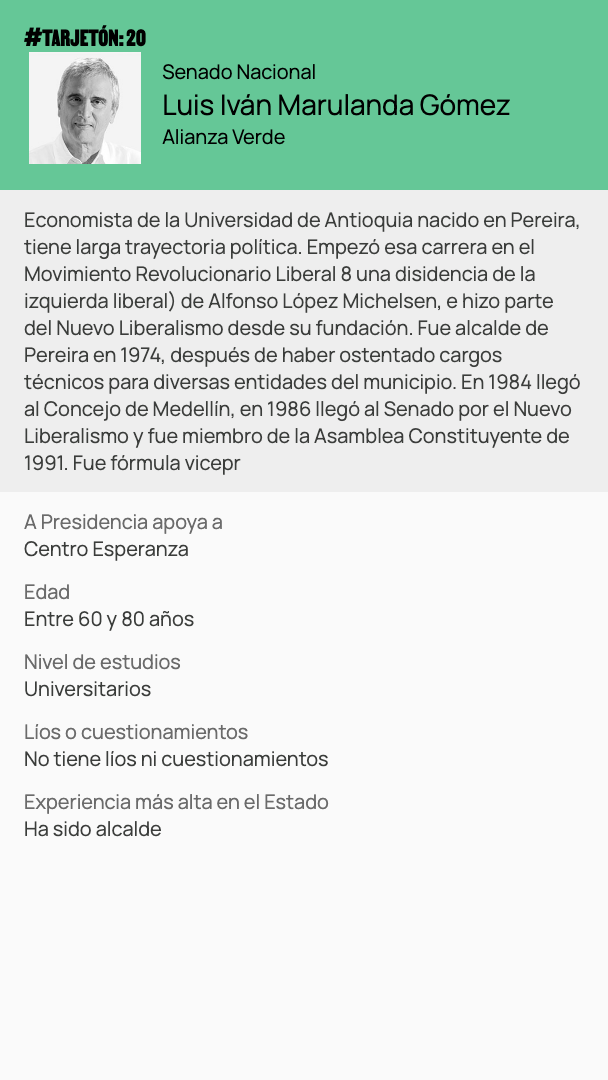 #TARJETÓN: 20
Senado Nacional
Luis Iván Marulanda Gómez
Alianza Verde
Economista de la Universidad de Antioquia nacido en Pereira,
tiene larga trayectoria política. Empezó esa carrera en el
Movimiento Revolucionario Liberal 8 una disidencia de la
izquierda liberal) de Alfonso López Michelsen, e hizo parte
del Nuevo Liberalismo desde su fundación. Fue alcalde de
Pereira en 1974, después de haber ostentado cargos
técnicos para diversas entidades del municipio. En 1984 llegó
al Concejo de Medellín, en 1986 llegó al Senado por el Nuevo
Liberalismo y fue miembro de la Asamblea Constituyente de
1991. Fue fórmula vicepr
A Presidencia apoya a
Centro Esperanza
Edad
Entre 60 y 80 años
Nivel de estudios
Universitarios
Líos o cuestionamientos
No tiene líos ni cuestionamientos
Experiencia más alta en el Estado
Ha sido alcalde